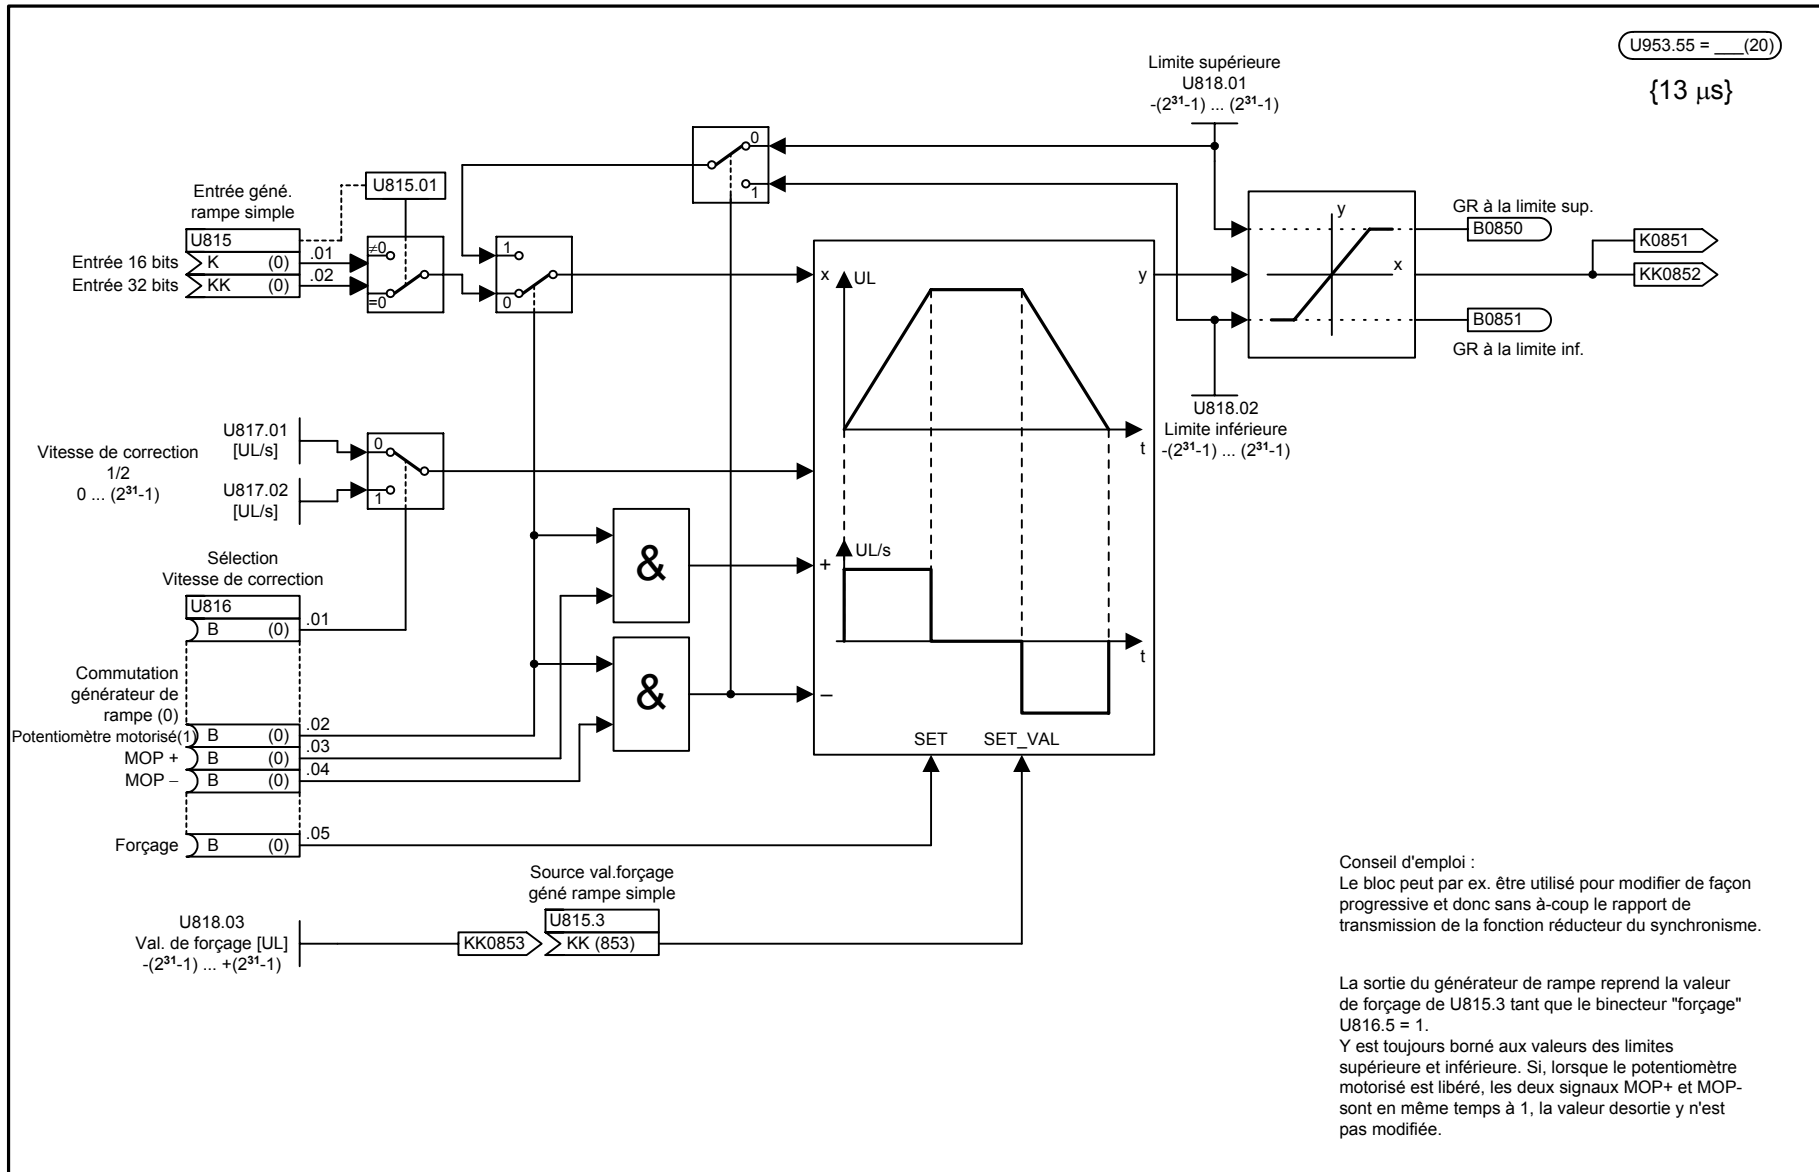 U953.55 = ___(20)
{13 µs}
Limite supérieure
U818.01
-(2³¹-1) ... (2³¹-1)
0
1
Entrée géné.
rampe simple
U815.01
U815
Entrée 16 bits
K
(0)
.01
Entrée 32 bits
KK
(0)
.02
≠0
=0
1
0
x
UL
y
t
y
x
GR à la limite sup.
B0850
K0851
KK0852
B0851
GR à la limite inf.
U818.02
Limite inférieure
-(2³¹-1) ... (2³¹-1)
Vitesse de correction
1/2
0 ... (2³¹-1)
U817.01
[UL/s]
U817.02
[UL/s]
0
1
Sélection
Vitesse de correction
U816
B
(0)
.01
&
+
UL/s
t
&
–
Commutation
générateur de
rampe (0)
Potentiomètre motorisé(1)
B
(0)
.02
MOP +
B
(0)
.03
MOP –
B
(0)
.04
SET
SET_VAL
Forçage
B
(0)
.05
Source val.forçage
géné rampe simple
U818.03
Val. de forçage [UL]
-(2³¹-1) ... +(2³¹-1)
KK0853
U815.3
KK (853)
Conseil d'emploi :
Le bloc peut par ex. être utilisé pour modifier de façon
progressive et donc sans à-coup le rapport de
transmission de la fonction réducteur du synchronisme.
La sortie du générateur de rampe reprend la valeur
de forçage de U815.3 tant que le binecteur "forçage"
U816.5 = 1.
Y est toujours borné aux valeurs des limites
supérieure et inférieure. Si, lorsque le potentiomètre
motorisé est libéré, les deux signaux MOP+ et MOP-
sont en même temps à 1, la valeur desortie y n'est
pas modifiée.